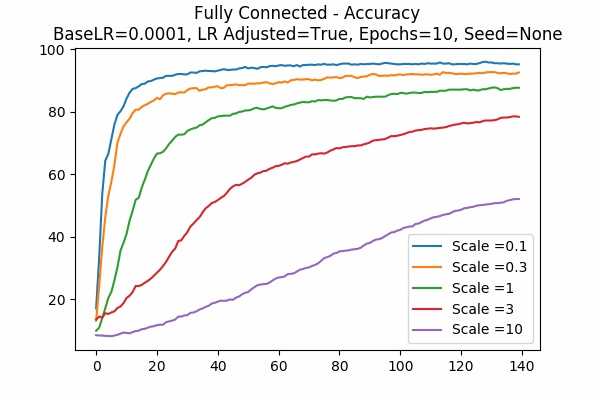 Fully Connected - Accuracy
BaseLR=0.0001, LR Adjusted=True, Epochs=10, Seed=None
100
80
60
40
20
Scale =0.1
Scale =0.3
Scale =1
Scale =3
Scale =10
0 20 40 60 80 100 120 140